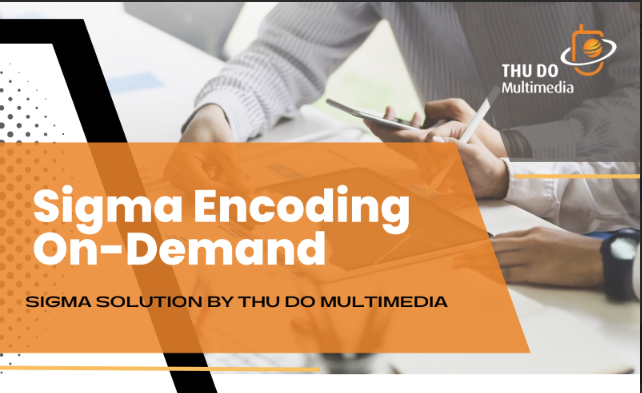 THU DO
Multimedia
Sigma Encoding
On-Demand
SIGMA SOLUTION BY THU DO MULTIMEDIA